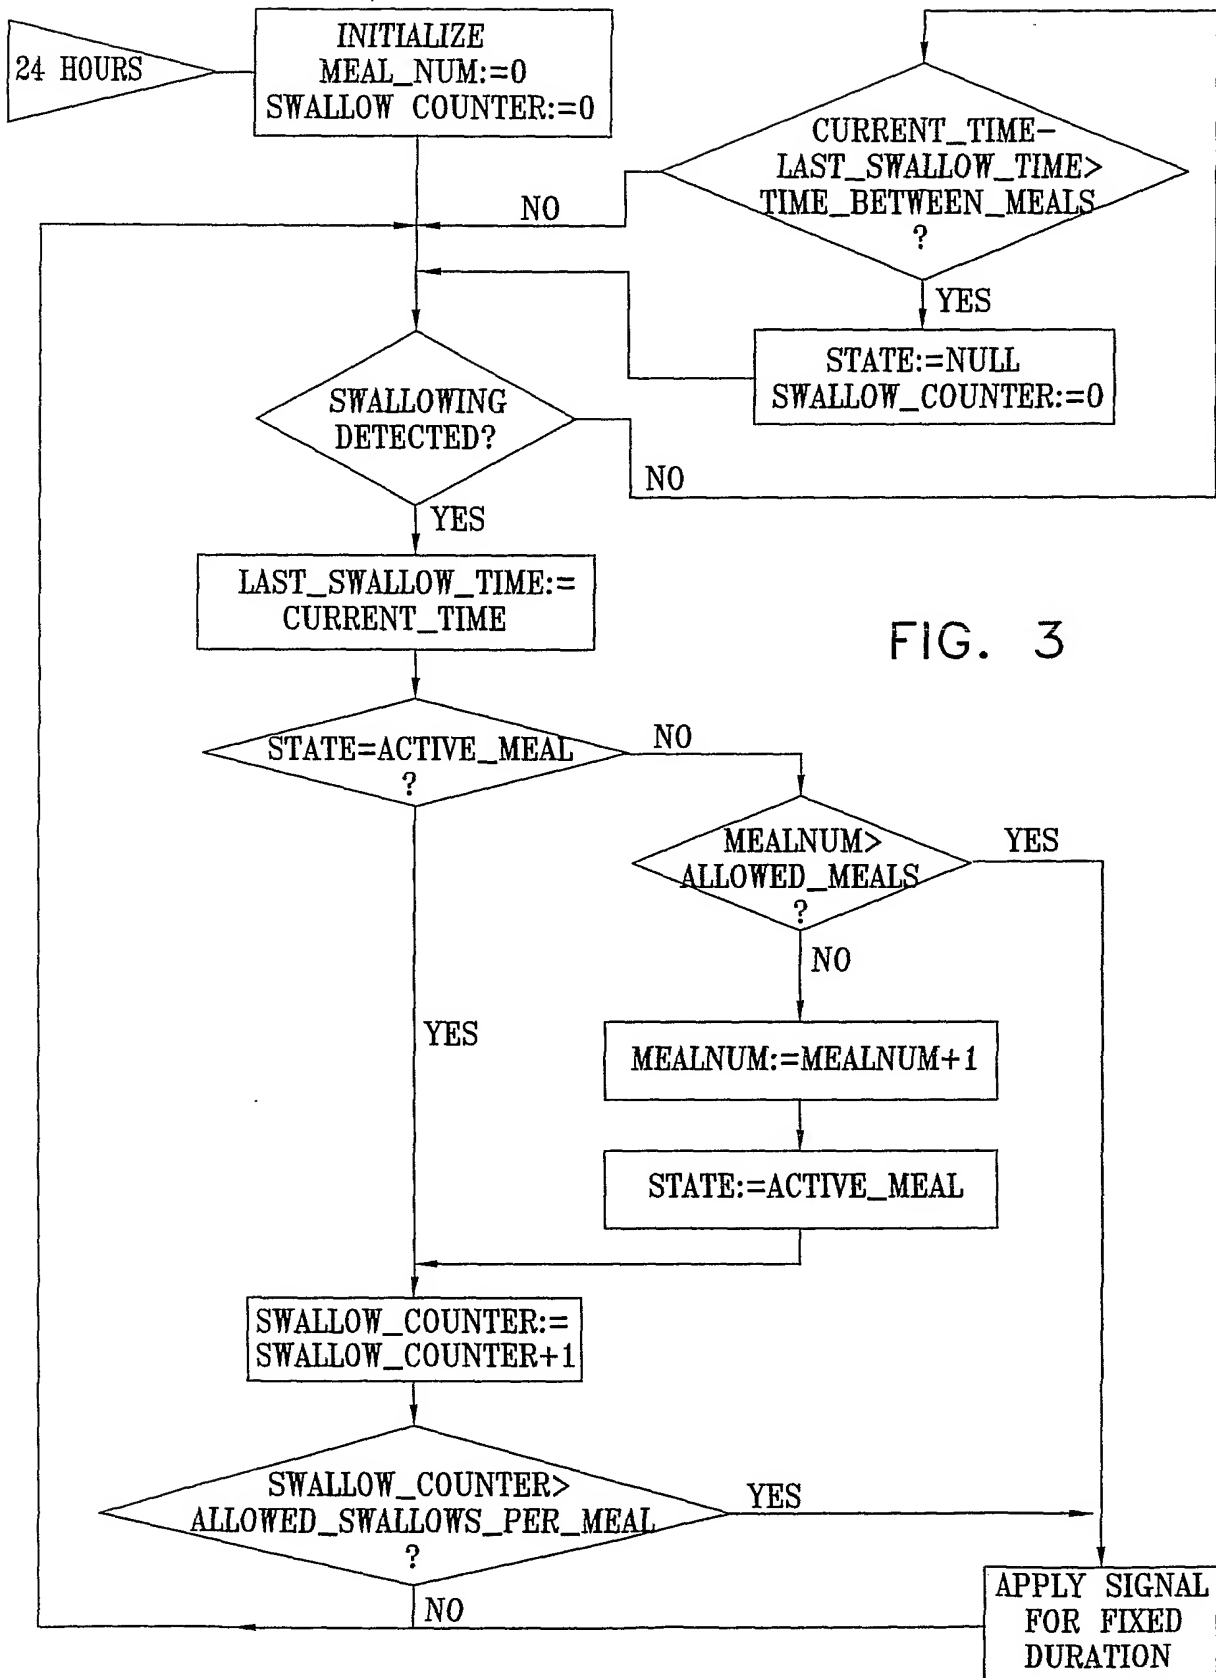 24 HOURS
INITIALIZE
MEAL_NUM:=0
SWALLOW COUNTER:=0
CURRENT_TIME-
LAST_SWALLOW_TIME>
TIME_BETWEEN_MEALS
?
NO
YES
STATE:=NULL
SWALLOW_COUNTER:=0
SWALLOWING
DETECTED?
NO
YES
LAST_SWALLOW_TIME:=
CURRENT_TIME
FIG. 3
STATE=ACTIVE_MEAL
?
NO
MEALNUM>
ALLOWED_MEALS
?
YES
NO
YES
MEALNUM:=MEALNUM+1
STATE:=ACTIVE_MEAL
SWALLOW_COUNTER:=
SWALLOW_COUNTER+1
SWALLOW_COUNTER>
ALLOWED_SWALLOWS_PER_MEAL
?
YES
NO
APPLY SIGNAL
FOR FIXED
DURATION